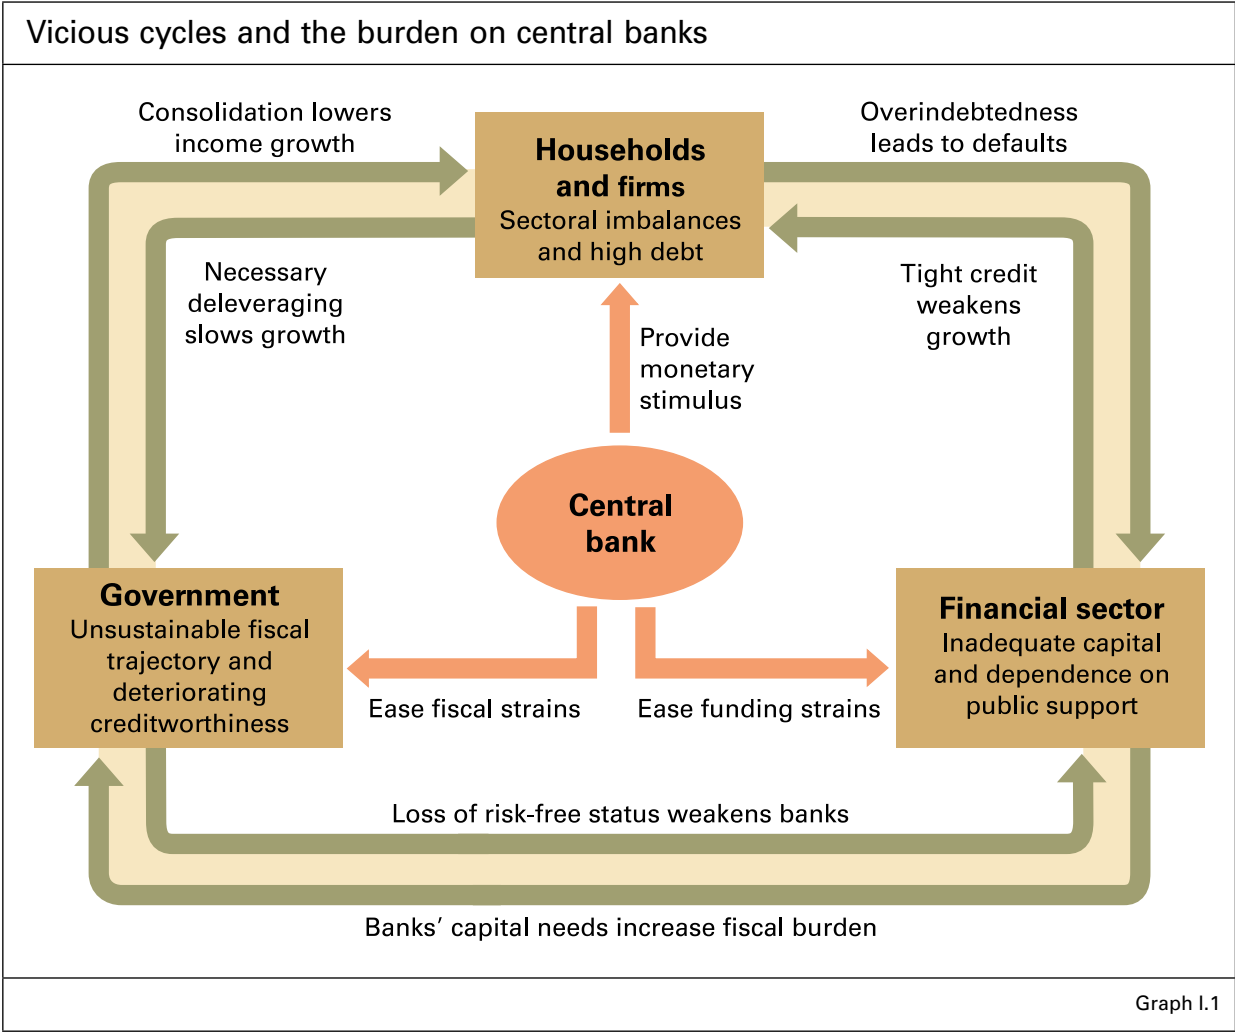 Vicious cycles and the burden on central banks
Consolidation lowers
income growth
Households
and firms
Sectoral imbalances
and high debt
Overindebtedness
leads to defaults
Necessary
deleveraging
slows growth
Tight credit
weakens
growth
Provide
monetary
stimulus
Central
bank
Government
Unsustainable fiscal
trajectory and
deteriorating
creditworthiness
Financial sector
Inadequate capital
and dependence on
public support
Ease fiscal strains
Ease funding strains
Loss of risk-free status weakens banks
Banks’ capital needs increase fiscal burden
Graph I.1